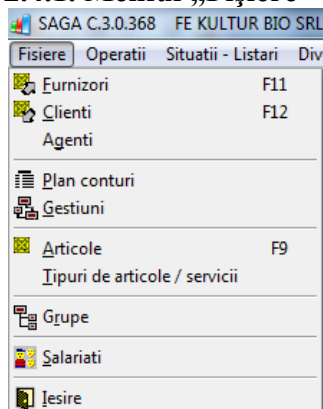 SAGA C.3.0.368 FE KULTUR BIO SRL
Fisiere Operatii Situatii - Listari Div
Furnizori F11
Clienti F12
Agenti
Plan conturi
Gestiuni
Articole F9
Tipuri de articole / servicii
Grupe
Salariati
Iesire